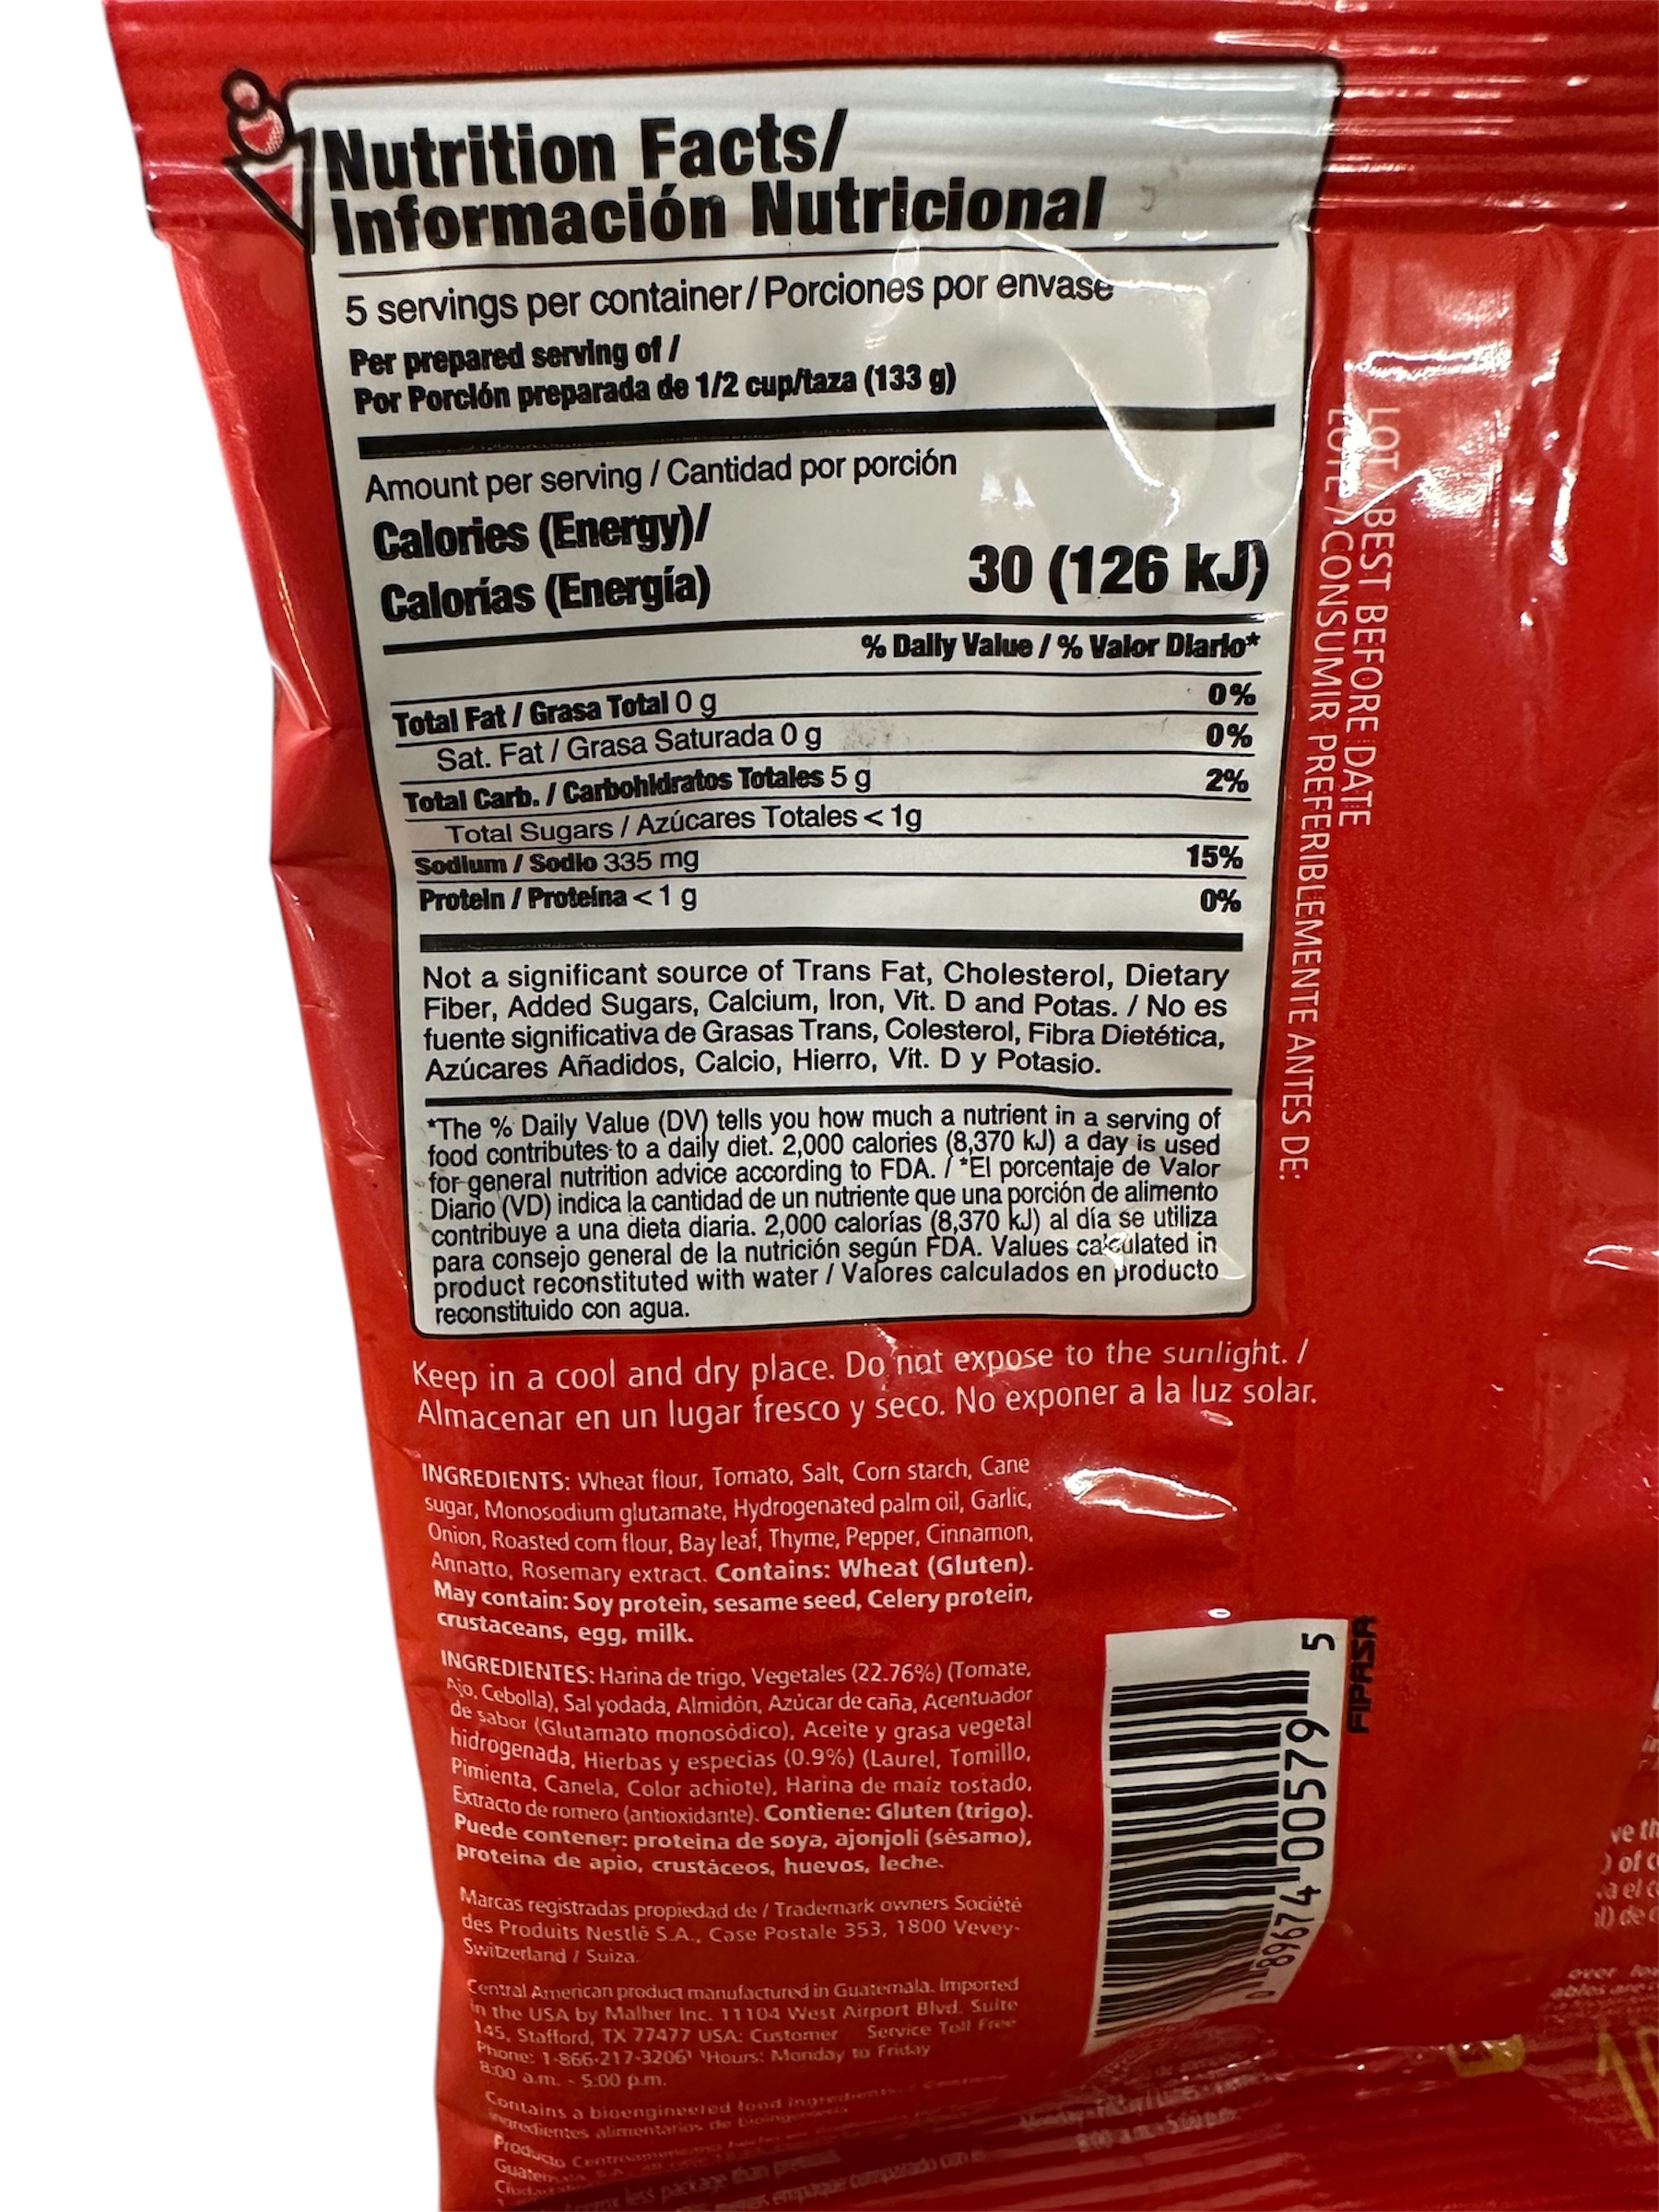 Nutrition Facts/
Información Nutricional
5 servings per container / Porciones por envase
Per prepared serving of /
Por Porción preparada de 1/2 cup/taza (133 g)
Amount per serving / Cantidad por porción
Calories (Energy)/
Calorías (Energía) 30 (126 kJ)
% Daily Value / % Valor Diario*
Total Fat / Grasa Total 0 g 0%
Sat. Fat / Grasa Saturada 0 g 0%
Total Carb. / Carbohidratos Totales 5 g 2%
Total Sugars / Azúcares Totales < 1g
Sodium / Sodio 335 mg 15%
Protein / Proteína < 1 g 0%
Not a significant source of Trans Fat, Cholesterol, Dietary
Fiber, Added Sugars, Calcium, Iron, Vit. D and Potas. / No es
fuente significativa de Grasas Trans, Colesterol, Fibra Dietética,
Azúcares Añadidos, Calcio, Hierro, Vit. D y Potasio.
*The % Daily Value (DV) tells you how much a nutrient in a serving of
food contributes to a daily diet. 2,000 calories (8,370 kJ) a day is used
for general nutrition advice according to FDA. / *El porcentaje de Valor
Diario (VD) indica la cantidad de un nutriente que una porción de alimento
contribuye a una dieta diaria. 2,000 calorías (8,370 kJ) al día se utiliza
para consejo general de la nutrición según FDA. Values calculated in
product reconstituted with water / Valores calculados en producto
reconstituido con agua.
LOT / BEST BEFORE DATE
LOTE / CONSUMIR PREFERIBLEMENTE ANTES DE:
Keep in a cool and dry place. Do not expose to the sunlight. /
Almacenar en un lugar fresco y seco. No exponer a la luz solar.
INGREDIENTS: Wheat flour, Tomato, Salt, Corn starch, Cane
sugar, Monosodium glutamate, Hydrogenated palm oil, Garlic,
Onion, Roasted corn flour, Bay leaf, Thyme, Pepper, Cinnamon,
Annatto, Rosemary extract. Contains: Wheat (Gluten).
May contain: Soy protein, sesame seed, Celery protein,
crustaceans, egg, milk.
INGREDIENTES: Harina de trigo, Vegetales (22.76%) (Tomate,
Ajo, Cebolla), Sal yodada, Almidón, Azúcar de caña, Acentuador
de sabor (Glutamato monosódico), Aceite y grasa vegetal
hidrogenada, Hierbas y especias (0.9%) (Laurel, Tomillo,
Pimienta, Canela, Color achiote), Harina de maíz tostado,
Extracto de romero (antioxidante). Contiene: Gluten (trigo).
Puede contener: proteina de soya, ajonjoli (sésamo),
proteina de apio, crustáceos, huevos, leche.
Marcas registradas propiedad de / Trademark owners Société
des Produits Nestlé S.A., Case Postale 353, 1800 Vevey-
Switzerland / Suiza.
Central American product manufactured in Guatemala. Imported
in the USA by Malher Inc. 11104 West Airport Blvd. Suite
145, Stafford, TX 77477 USA: Customer Service Toll Free
Phone: 1-866-217-3206 Hours: Monday to Friday
8:00 a.m. - 5:00 p.m.
Contains a bioengineered food
ingredientes alimentarios de
Producto
FIPASA
0 89674 00579 5